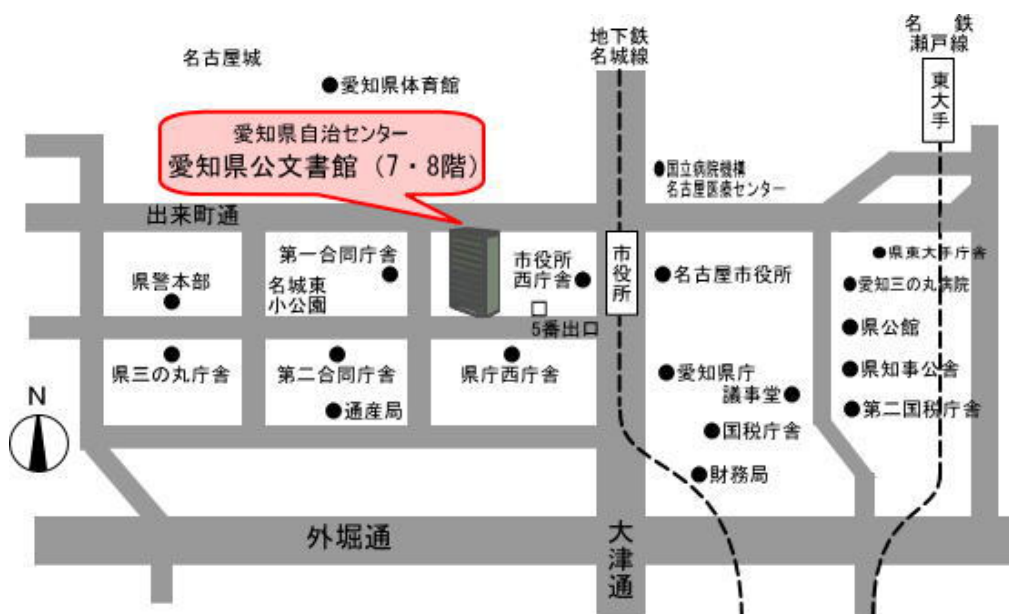 名古屋城
愛知県体育館
地下鉄
名城線
名鉄
瀬戸線
東大手
愛知県自治センター
愛知県公文書館（7・8階）
国立病院機構
名古屋医療センター
出来町通
県警本部
第一合同庁舎
名城東
小公園
市役所
西庁舎
5番出口
市役所
名古屋市役所
県東大手庁舎
愛知三の丸病院
県公館
県知事公舎
第二国税庁舎
県三の丸庁舎
第二合同庁舎
通産局
県庁西庁舎
愛知県庁
議事堂
国税庁舎
財務局
N
外堀通
大津通